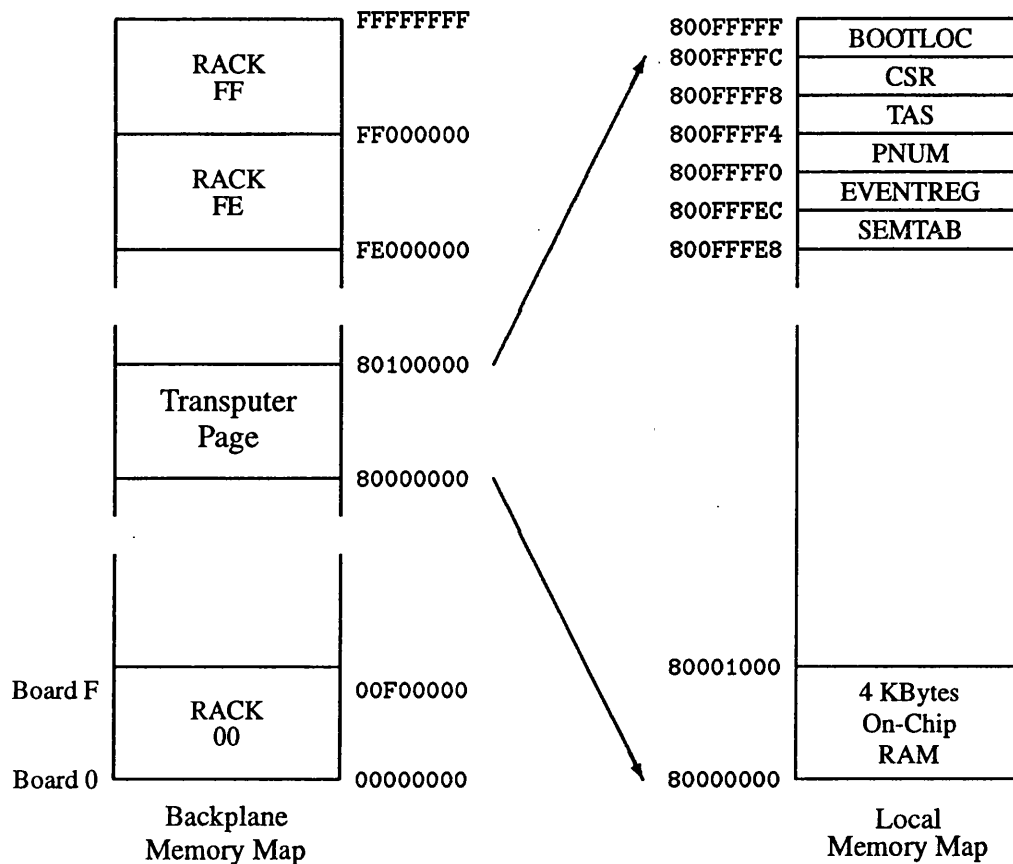 FFFFFFFF
RACK
FF
FF000000
RACK
FE
FE000000
80100000
Transputer
Page
80000000
Board F
00F00000
RACK
00
Board 0
00000000
Backplane
Memory Map
800FFFFF
BOOTLOC
800FFFFC
CSR
800FFFF8
TAS
800FFFF4
PNUM
800FFFF0
EVENTREG
800FFFEC
SEMTAB
800FFFE8
80001000
4 KBytes
On-Chip
RAM
80000000
Local
Memory Map